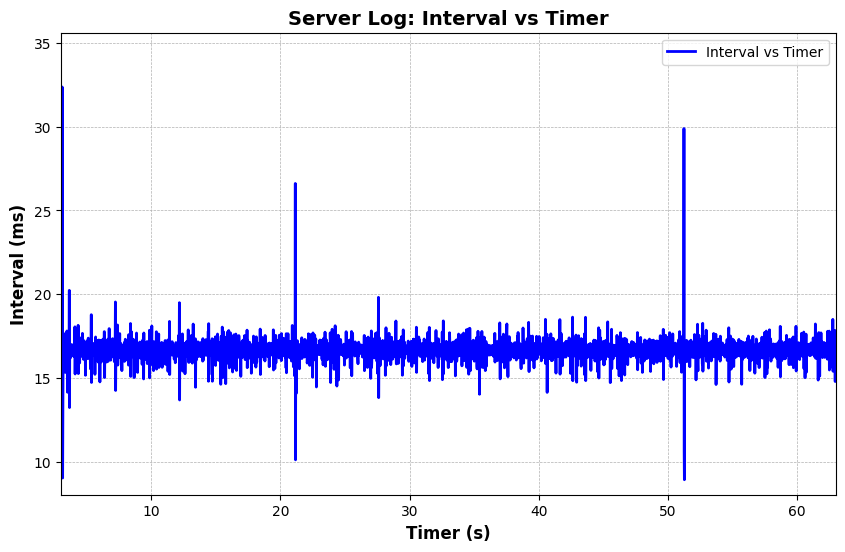 Server Log: Interval vs Timer
Interval vs Timer
35
30
25
20
15
10
Interval (ms)
10 20 30 40 50 60
Timer (s)